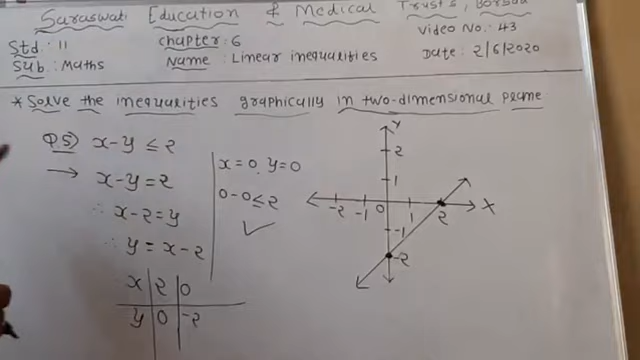 Saraswati Education & Medical Trust's, Borsad
Std: 11
Chapter: 6
Video No: 43
Sub: Maths
Name: Linear inequalities
Date: 2/6/2020
* Solve the inequalities graphically in two-dimensional plane
Q.5) x-y ≤ 2
→ x-y = 2
∴ x-2 = y
∴ y = x-2
x 2 0
y 0 -2
x=0, y=0
0-0 ≤ 2
✓
Y
2
1
-2 -1 0 1 2 X
-1
-2